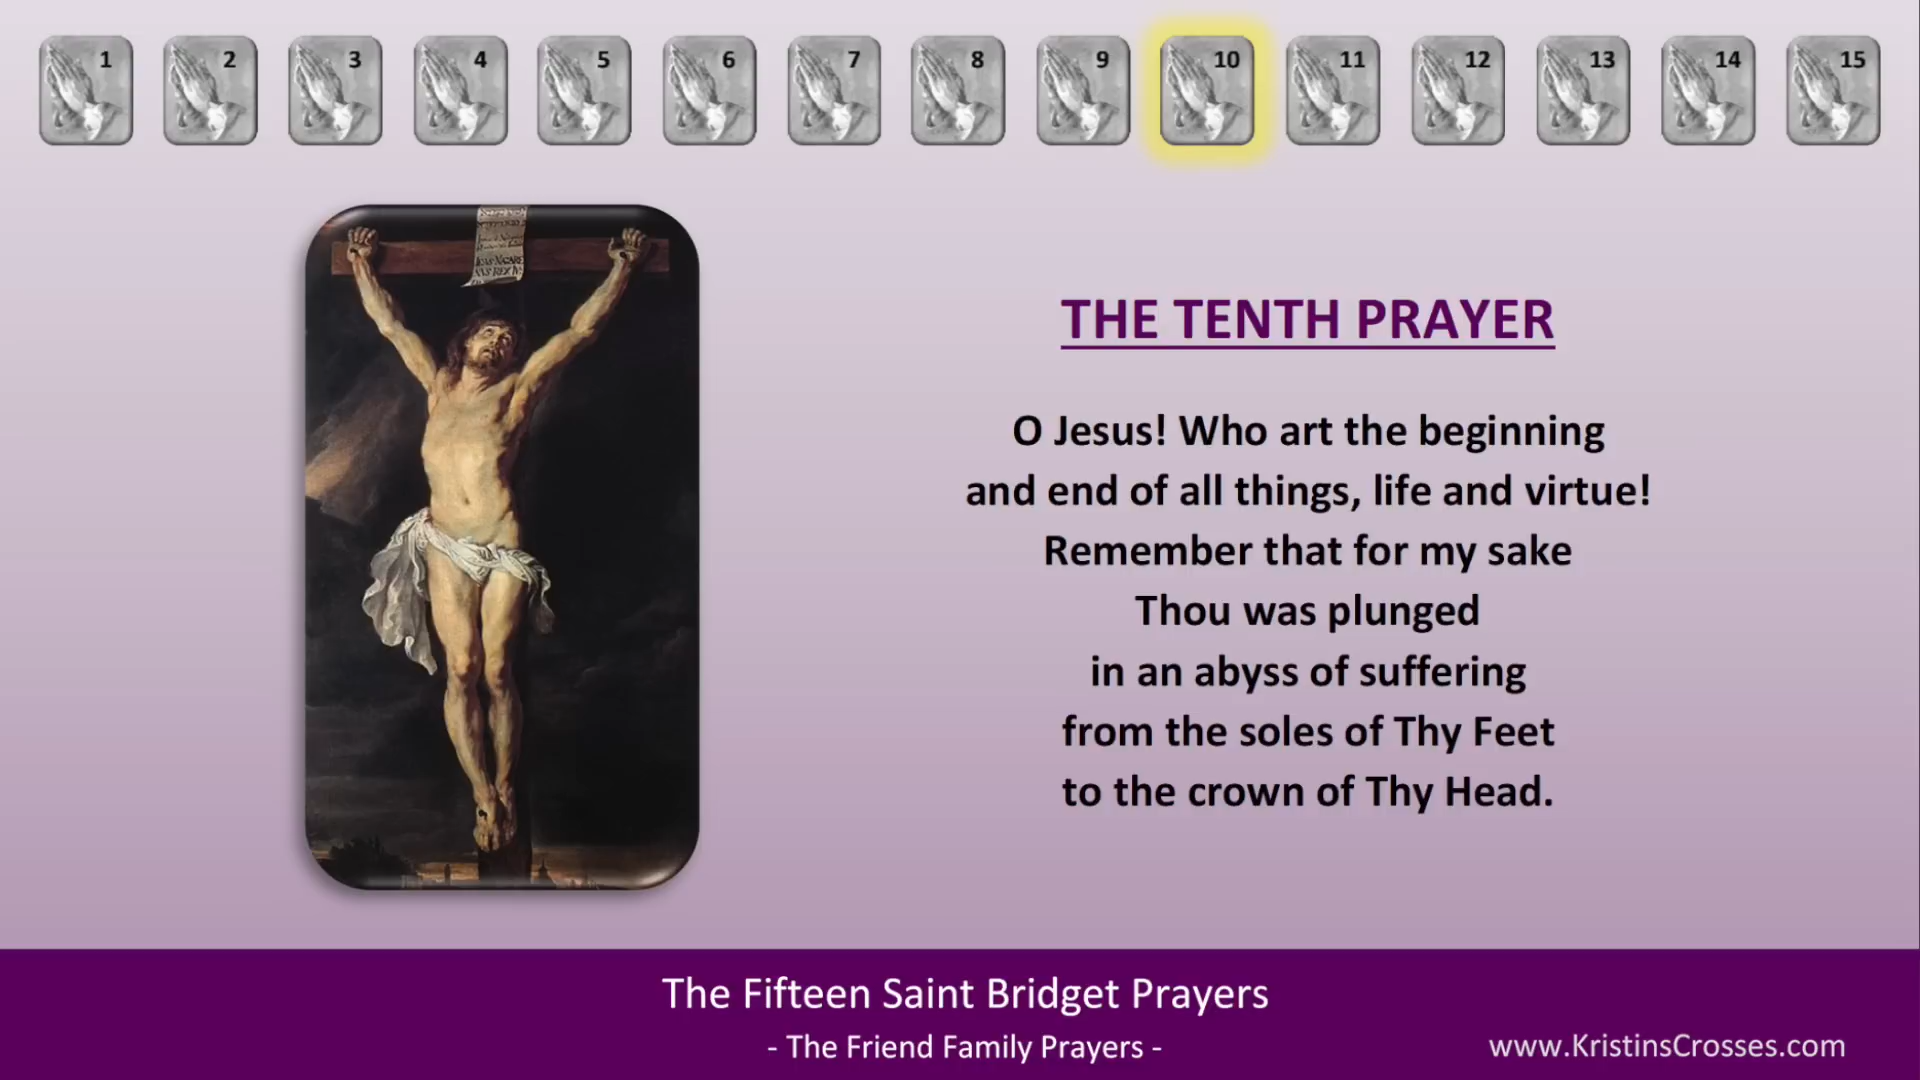 1 2 3 4 5 6 7 8 9 10 11 12 13 14 15
THE TENTH PRAYER
O Jesus! Who art the beginning
and end of all things, life and virtue!
Remember that for my sake
Thou was plunged
in an abyss of suffering
from the soles of Thy Feet
to the crown of Thy Head.
The Fifteen Saint Bridget Prayers
- The Friend Family Prayers -
www.KristinsCrosses.com